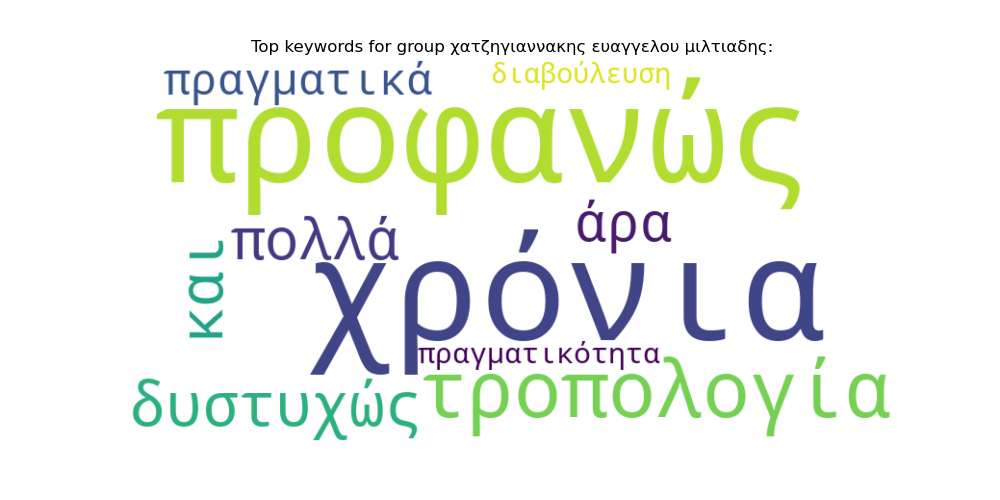 Top keywords for group χατζηγιαννακης ευαγγελου μιλτιαδης:
πραγματικά
διαβούλευση
προφανώς
πολλά
άρα
και
χρόνια
πραγματικότητα
δυστυχώς
τροπολογία